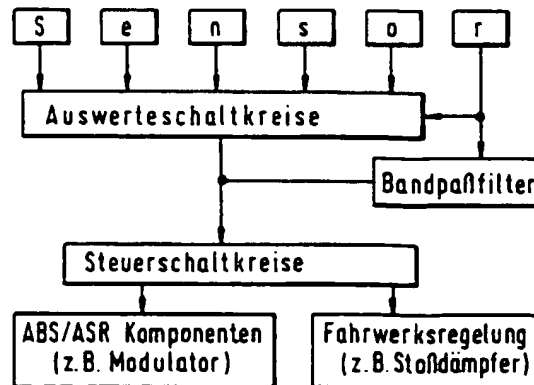 S e n s o r
Auswerteschaltkreise
Bandpaßfilter
Steuerschaltkreise
ABS/ASR Komponenten
(z.B. Modulator)
Fahrwerksregelung
(z.B. Stoßdämpfer)